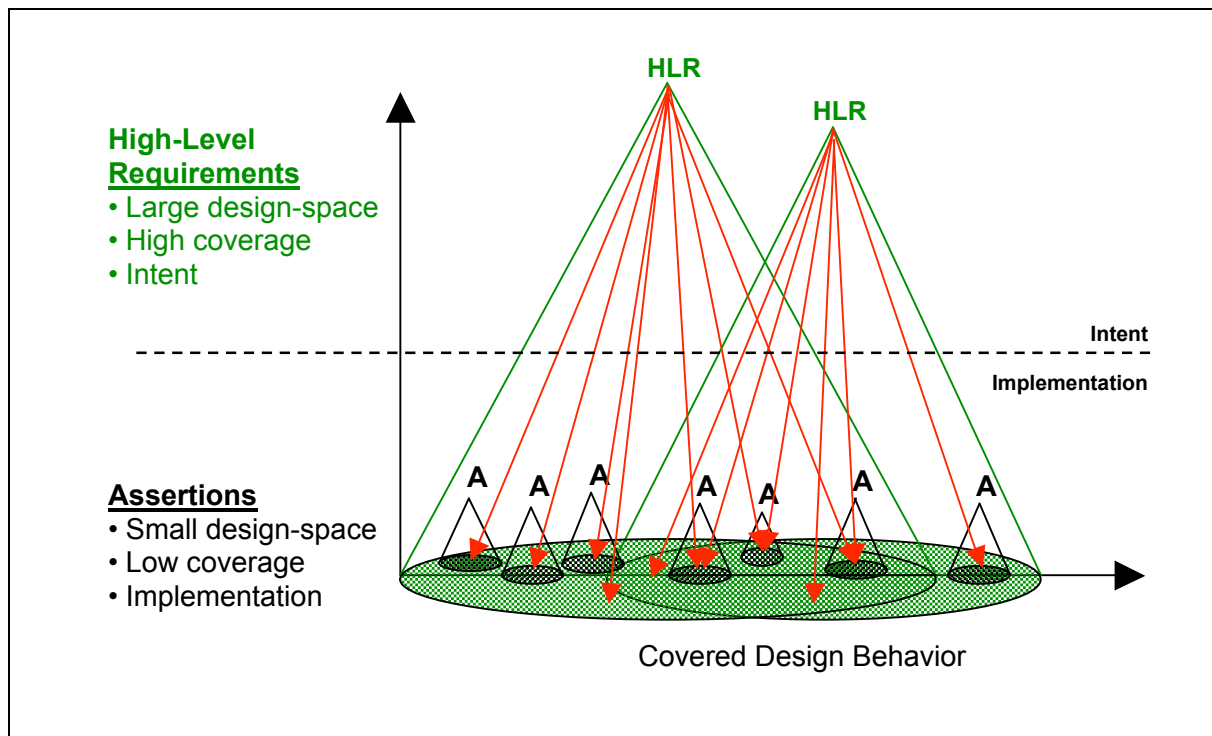 HLR
HLR
High-Level
Requirements
• Large design-space
• High coverage
• Intent
Intent
Implementation
A
A
A
A
A
A
A
Assertions
• Small design-space
• Low coverage
• Implementation
Covered Design Behavior